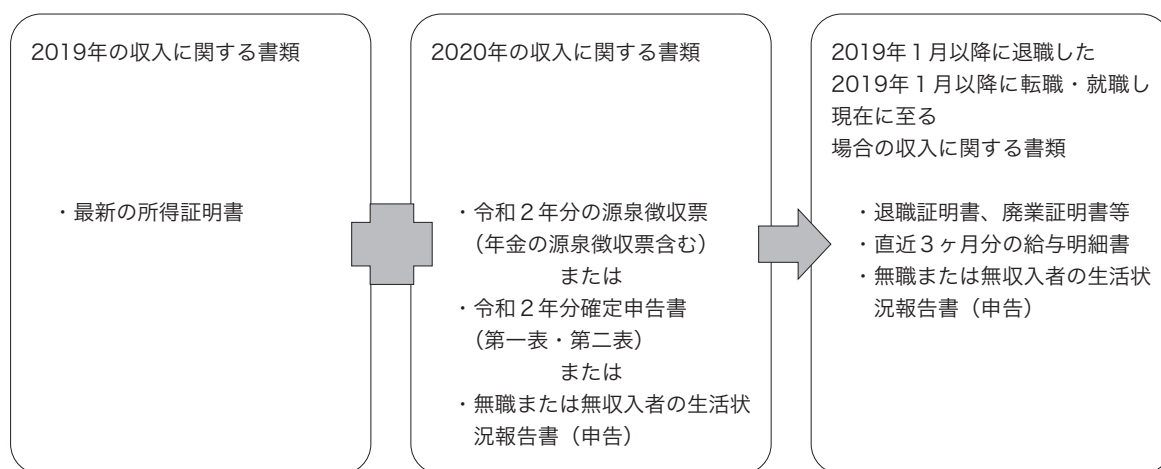 2019年の収入に関する書類
・最新の所得証明書
2020年の収入に関する書類
・令和２年分の源泉徴収票
（年金の源泉徴収票含む）
または
・令和２年分確定申告書
（第一表・第二表）
または
・無職または無収入者の生活状
況報告書（申告）
2019年１月以降に退職した
2019年１月以降に転職・就職し
現在に至る
場合の収入に関する書類
・退職証明書、廃業証明書等
・直近３ヶ月分の給与明細書
・無職または無収入者の生活状
況報告書（申告）